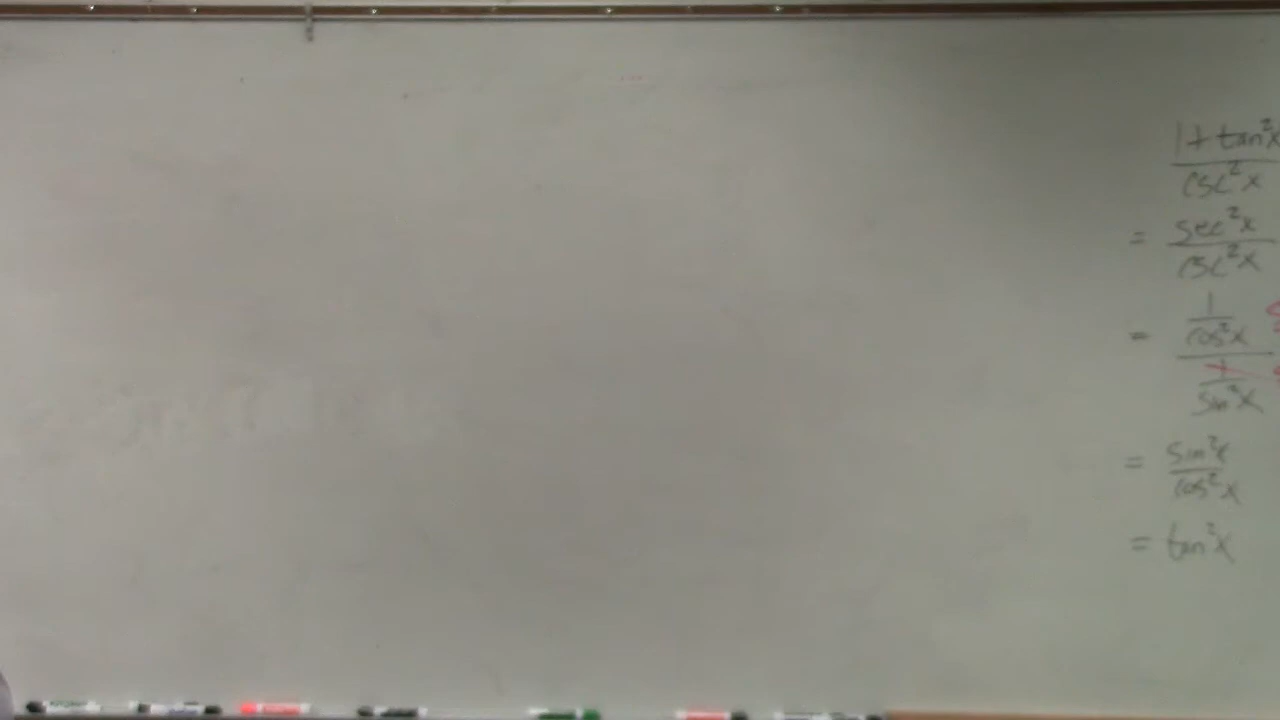 1 + tan²x
csc²x
= sec²x
csc²x
= 1
cos²x
1
sin²x
= sin²x
cos²x
= tan²x